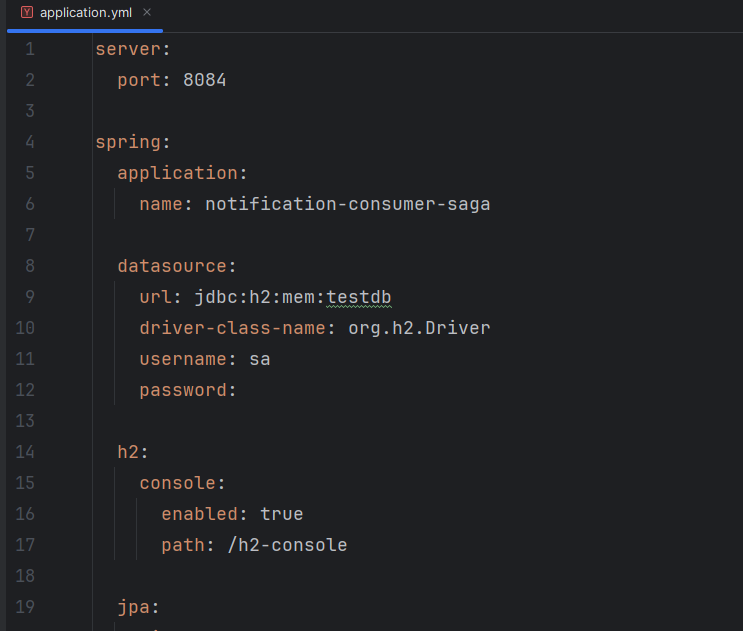 application.yml
1 server:
2   port: 8084
3
4 spring:
5   application:
6     name: notification-consumer-saga
7
8   datasource:
9     url: jdbc:h2:mem:testdb
10     driver-class-name: org.h2.Driver
11     username: sa
12     password:
13
14   h2:
15     console:
16       enabled: true
17       path: /h2-console
18
19   jpa: